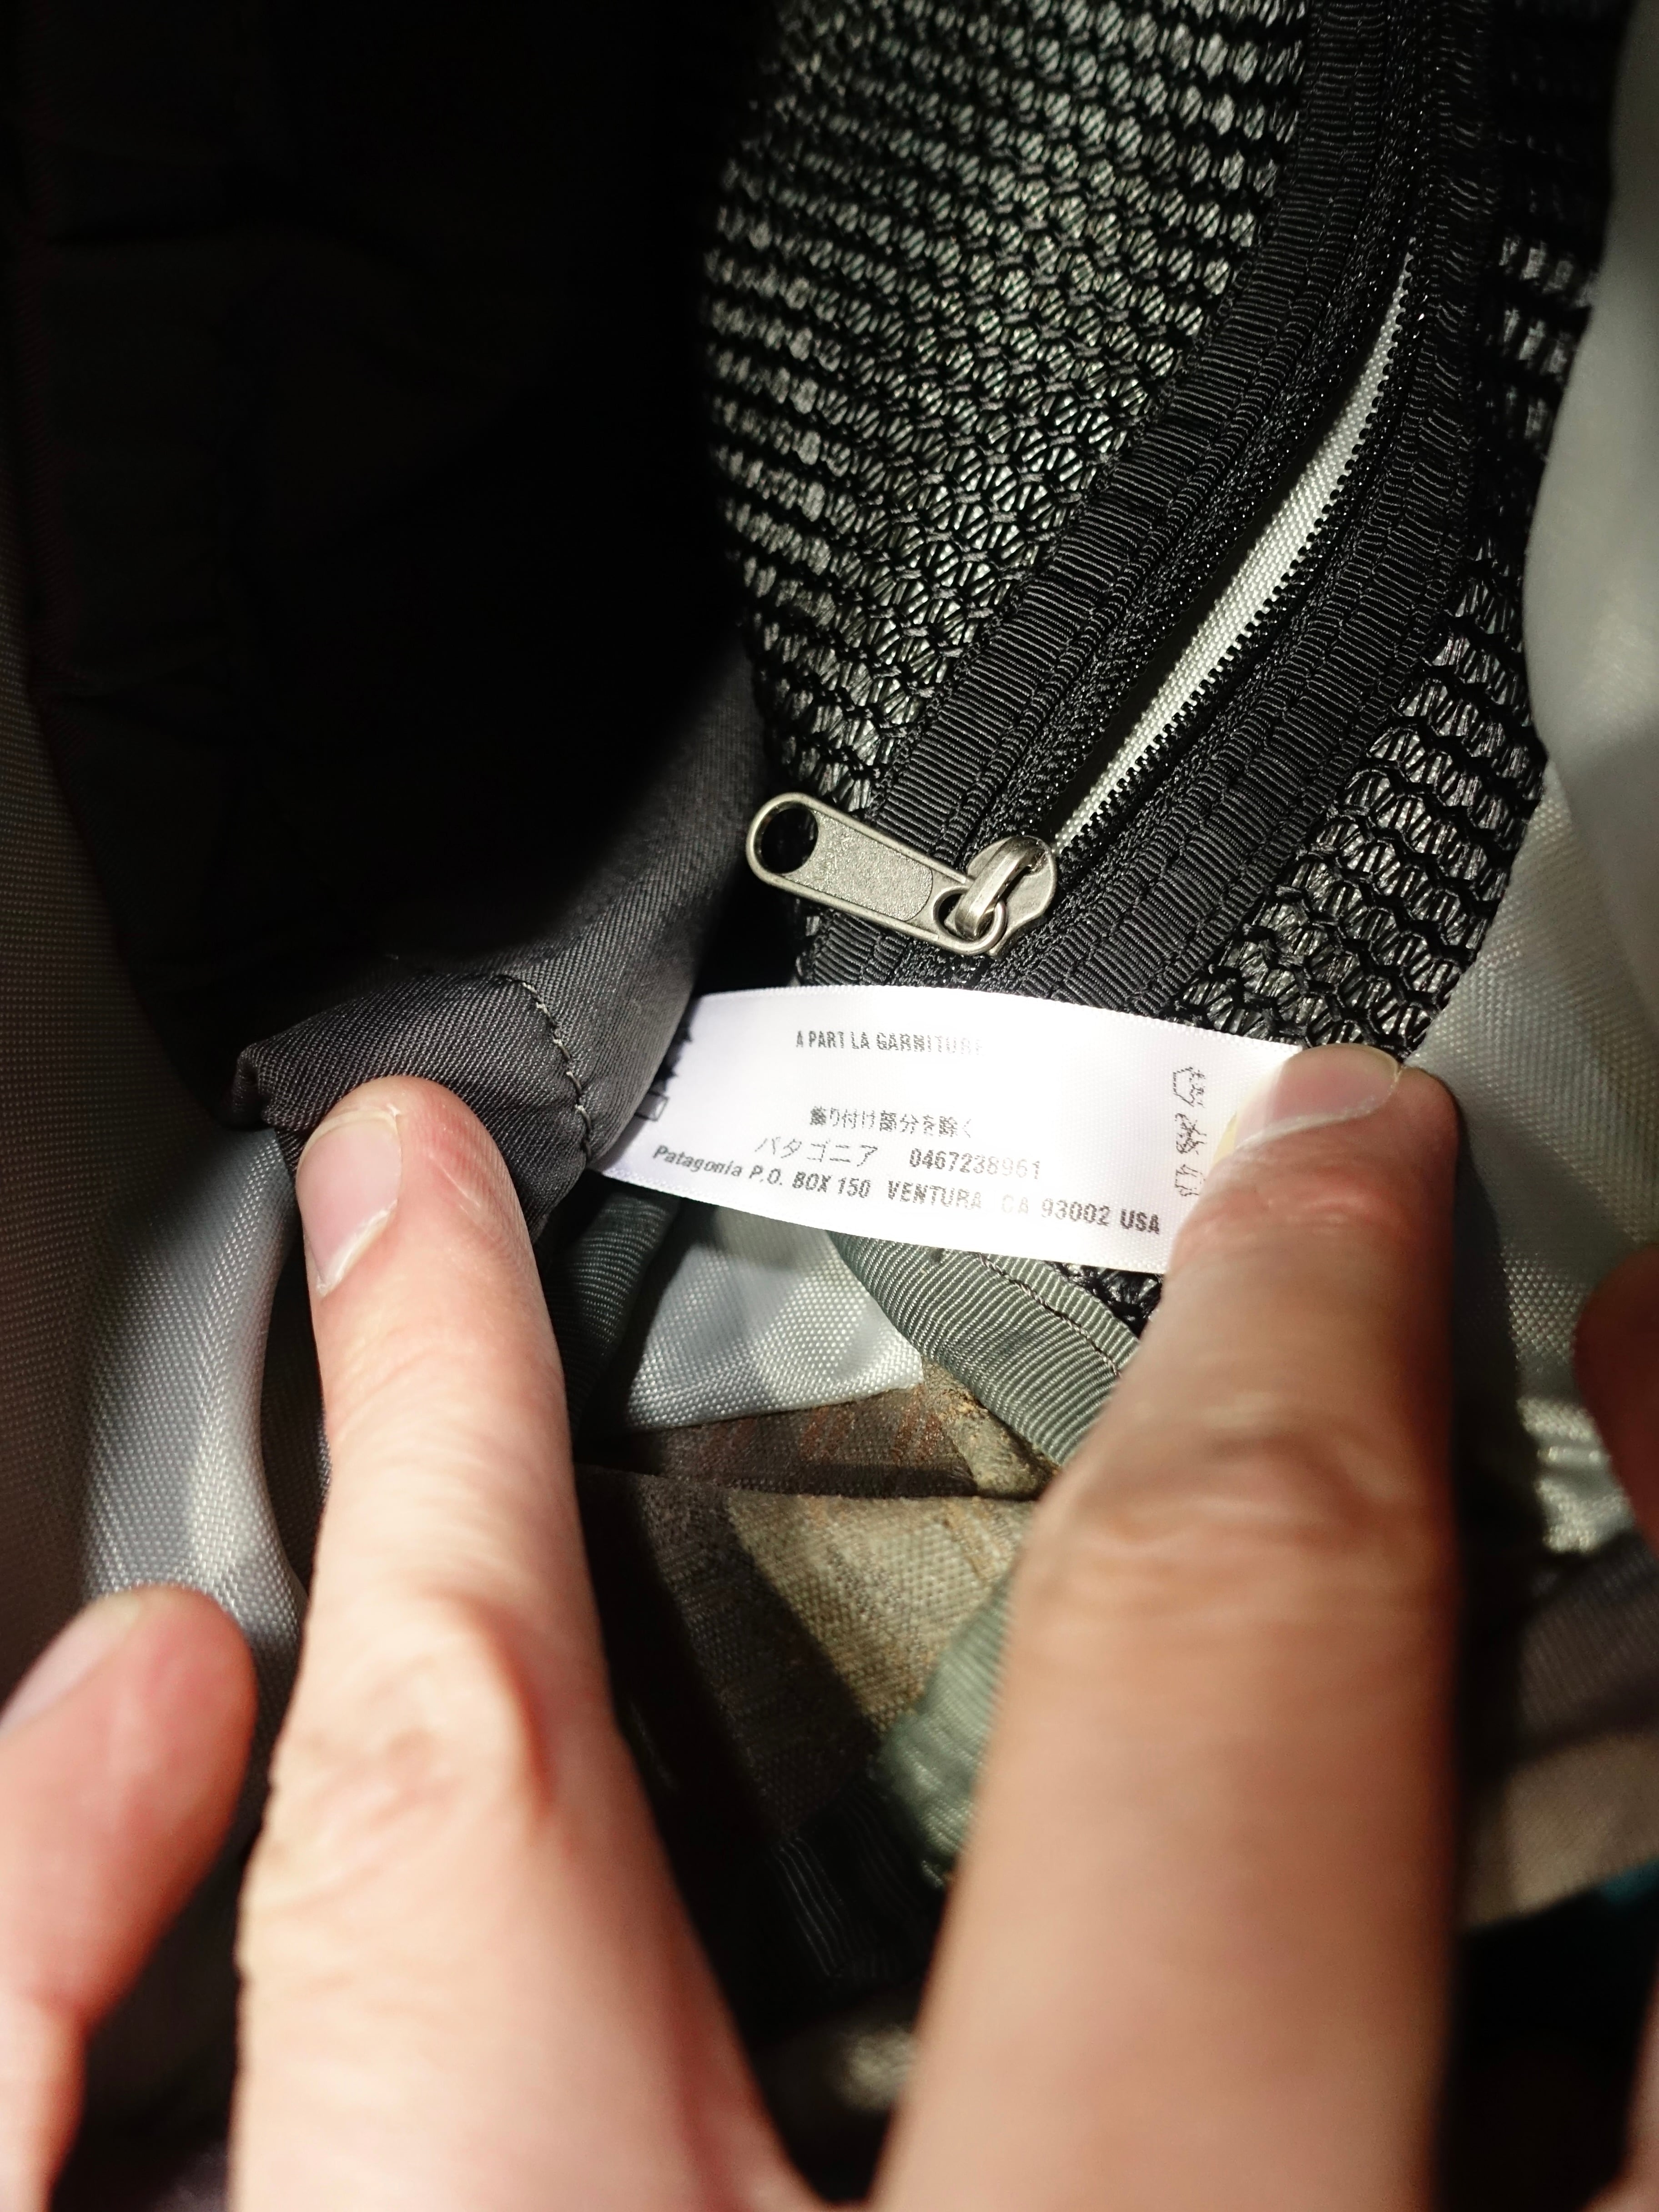 A PART LA GARNITURE
飾り付け部分を除く
パタゴニア 0467238961
Patagonia P.O. BOX 150 VENTURA CA 93002 USA